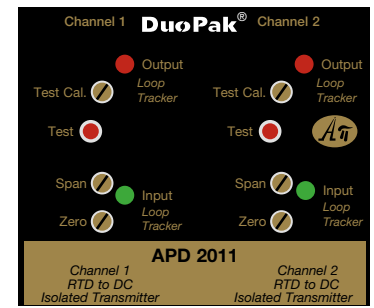 Channel 1 DuoPak® Channel 2
Output Output
Loop Loop
Test Cal. Tracker Test Cal. Tracker
Test Test Aπ
Span Span
Input Input
Loop Loop
Zero Tracker Zero Tracker
APD 2011
Channel 1 Channel 2
RTD to DC RTD to DC
Isolated Transmitter Isolated Transmitter